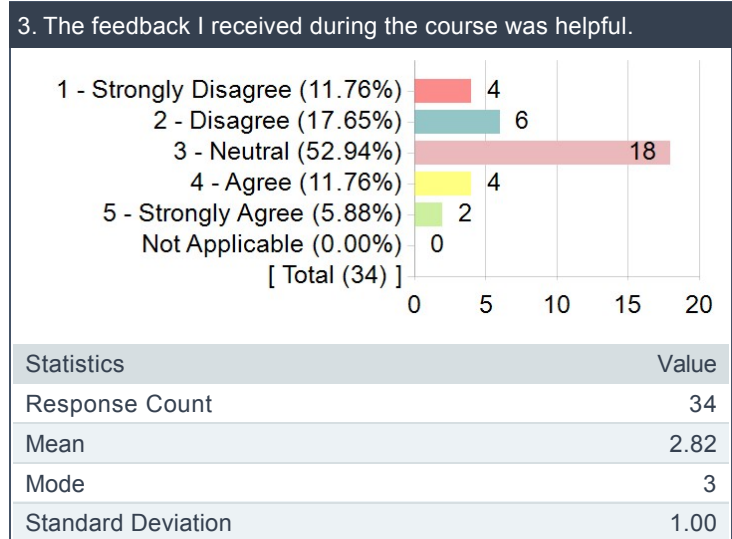 3. The feedback I received during the course was helpful.
1 - Strongly Disagree (11.76%) 4
2 - Disagree (17.65%) 6
3 - Neutral (52.94%) 18
4 - Agree (11.76%) 4
5 - Strongly Agree (5.88%) 2
Not Applicable (0.00%) 0
[ Total (34) ]
0 5 10 15 20
Statistics Value
Response Count 34
Mean 2.82
Mode 3
Standard Deviation 1.00